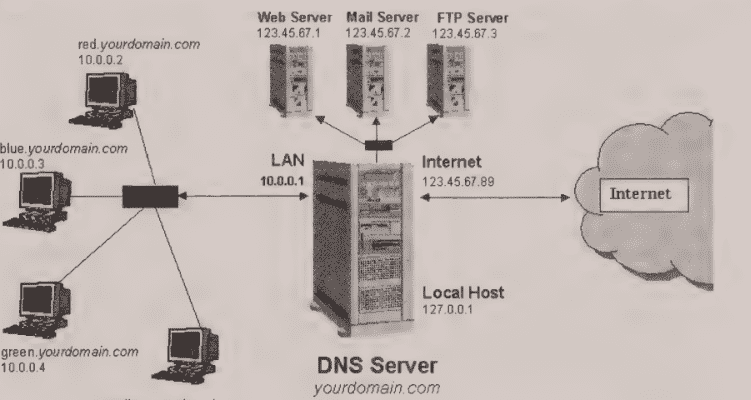 Web Server
123.45.67.1
Mail Server
123.45.67.2
FTP Server
123.45.67.3
red.yourdomain.com
10.0.0.2
blue.yourdomain.com
10.0.0.3
LAN
10.0.0.1
Internet
123.45.67.89
Internet
Local Host
127.0.0.1
green.yourdomain.com
10.0.0.4
DNS Server
yourdomain.com